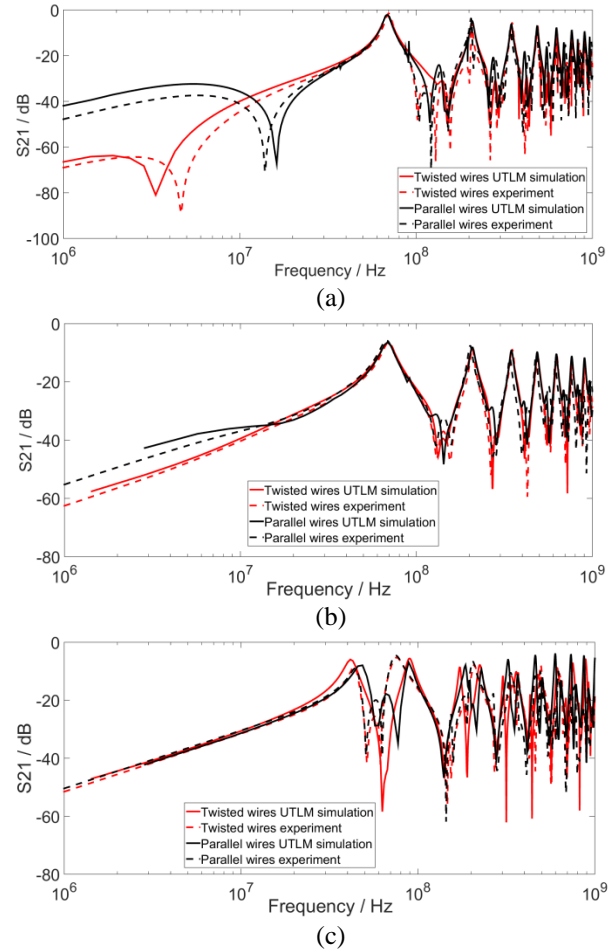 0
-20
-40
-60
-80
-100
S21 / dB
Twisted wires UTLM simulation
Twisted wires experiment
Parallel wires UTLM simulation
Parallel wires experiment
10^6 10^7 10^8 10^9
Frequency / Hz
(a)
0
-20
-40
-60
-80
S21 / dB
Twisted wires UTLM simulation
Twisted wires experiment
Parallel wires UTLM simulation
Parallel wires experiment
10^6 10^7 10^8 10^9
Frequency / Hz
(b)
0
-20
-40
-60
-80
S21 / dB
Twisted wires UTLM simulation
Twisted wires experiment
Parallel wires UTLM simulation
Parallel wires experiment
10^6 10^7 10^8 10^9
Frequency / Hz
(c)